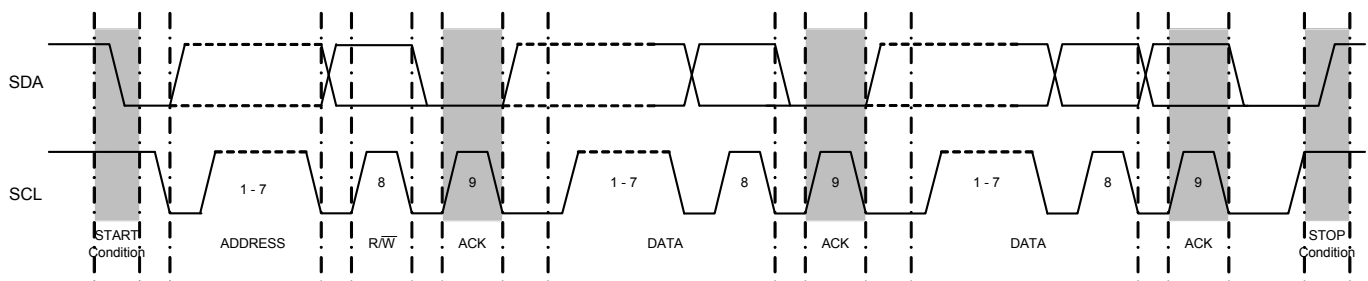 SDA
SCL
1 - 7
8
9
1 - 7
8
9
1 - 7
8
9
START
Condition
ADDRESS
R/W̅
ACK
DATA
ACK
DATA
ACK
STOP
Condition